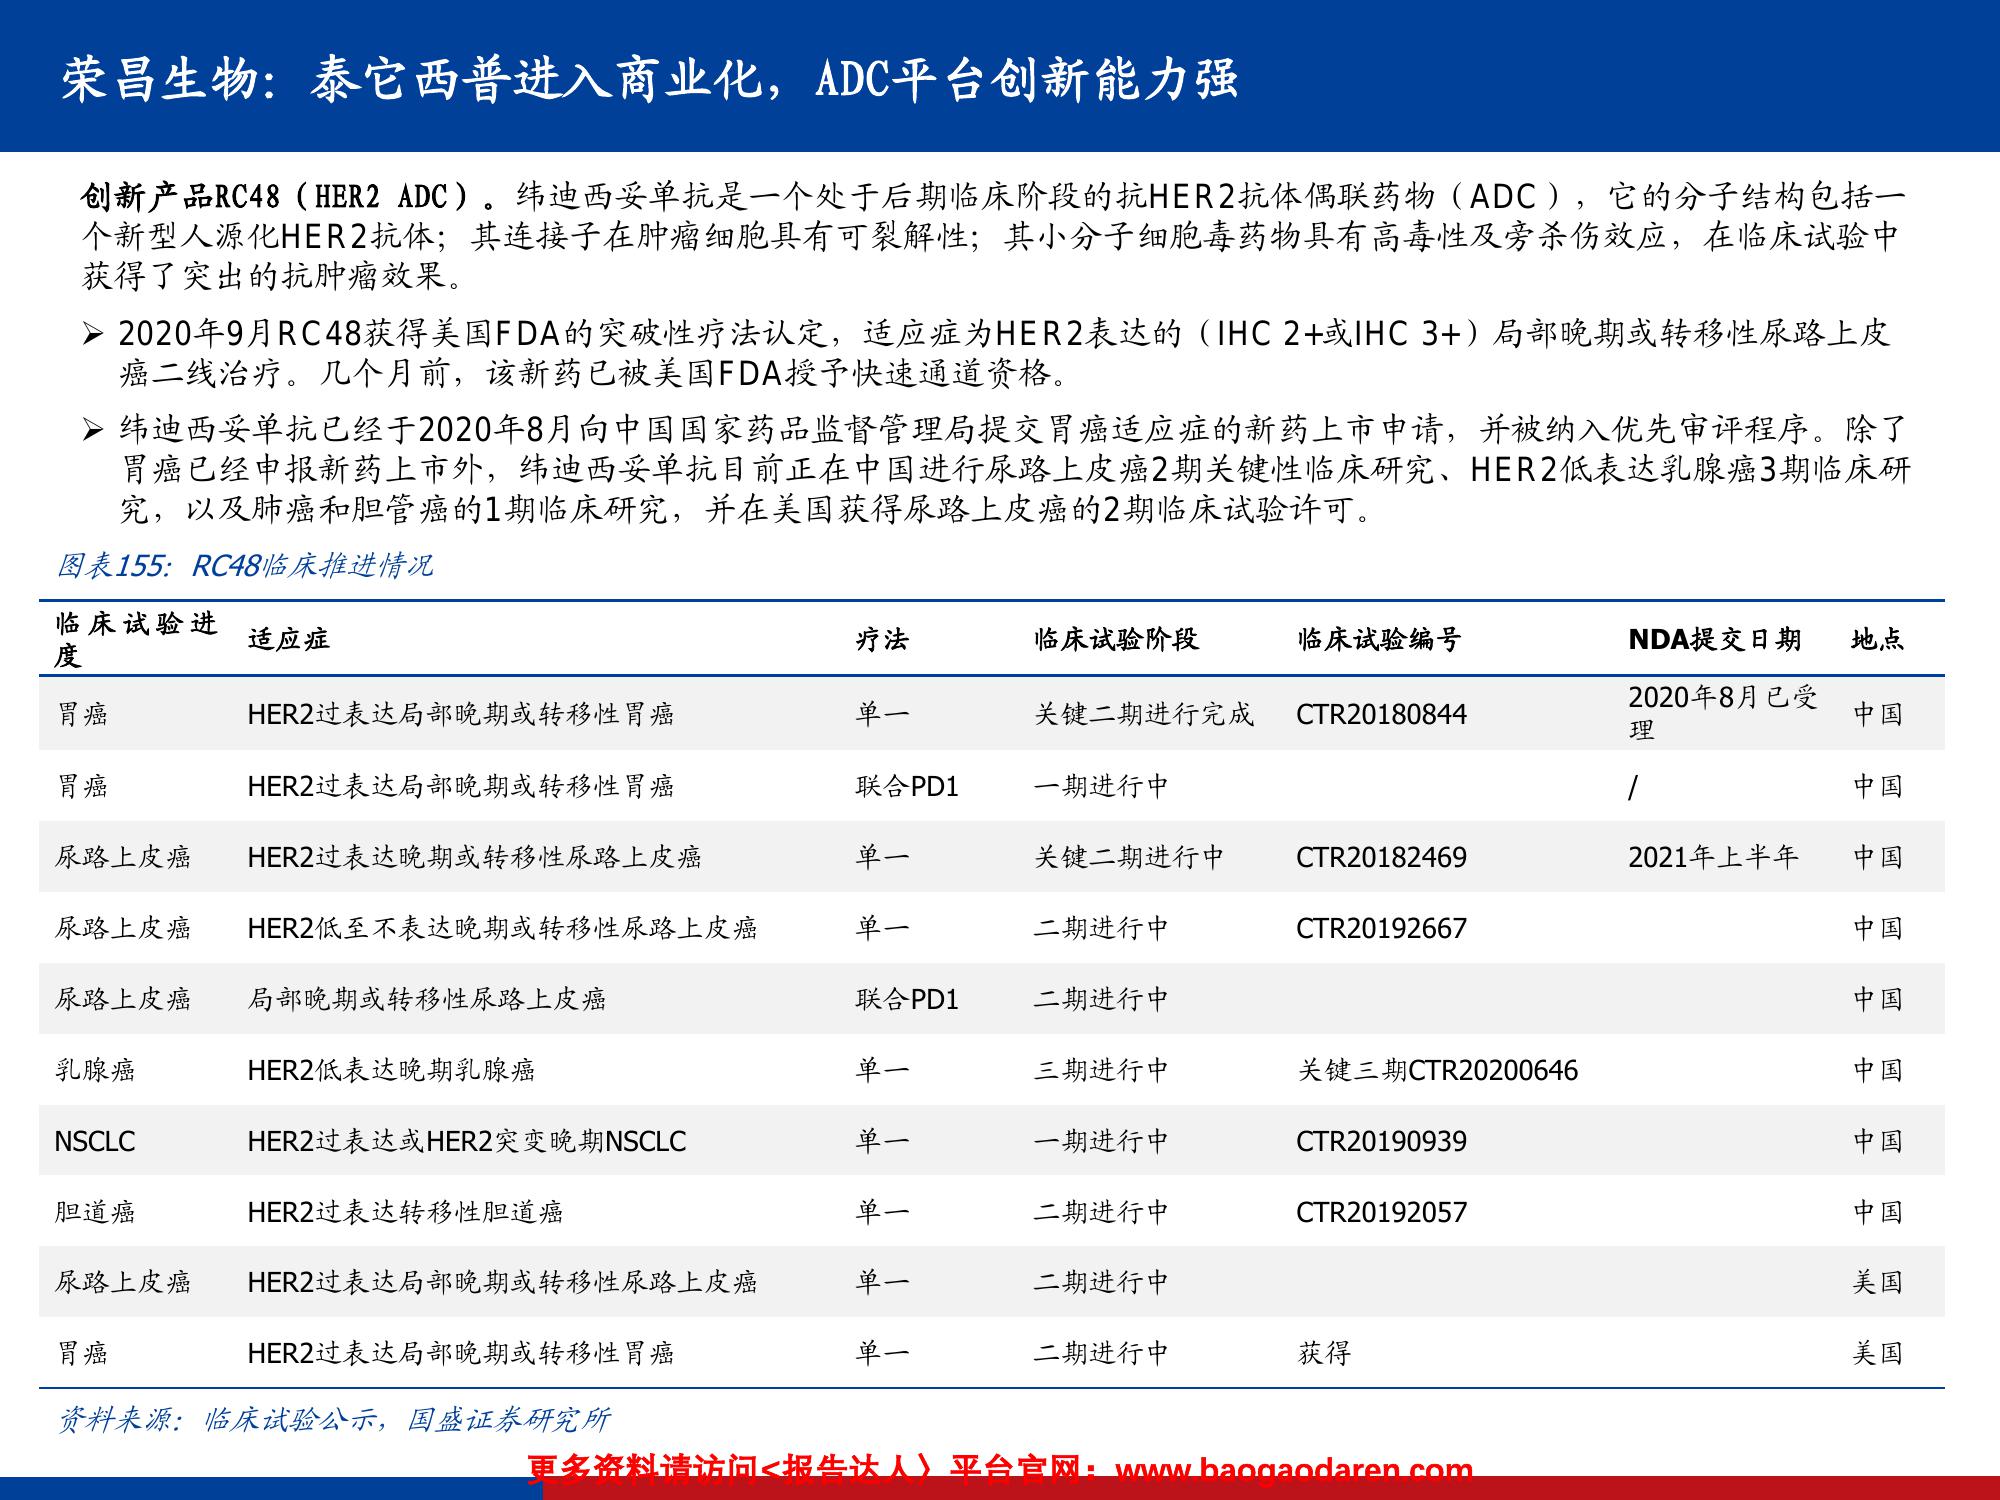 荣昌生物：泰它西普进入商业化，ADC平台创新能力强
创新产品RC48（HER2 ADC）。纬迪西妥单抗是一个处于后期临床阶段的抗HER2抗体偶联药物（ADC），它的分子结构包括一
个新型人源化HER2抗体；其连接子在肿瘤细胞具有可裂解性；其小分子细胞毒药物具有高毒性及旁杀伤效应，在临床试验中
获得了突出的抗肿瘤效果。
➢ 2020年9月RC48获得美国FDA的突破性疗法认定，适应症为HER2表达的（IHC 2+或IHC 3+）局部晚期或转移性尿路上皮
癌二线治疗。几个月前，该新药已被美国FDA授予快速通道资格。
➢ 纬迪西妥单抗已经于2020年8月向中国国家药品监督管理局提交胃癌适应症的新药上市申请，并被纳入优先审评程序。除了
胃癌已经申报新药上市外，纬迪西妥单抗目前正在中国进行尿路上皮癌2期关键性临床研究、HER2低表达乳腺癌3期临床研
究，以及肺癌和胆管癌的1期临床研究，并在美国获得尿路上皮癌的2期临床试验许可。
图表155：RC48临床推进情况
临床试验进度 适应症 疗法 临床试验阶段 临床试验编号 NDA提交日期 地点
胃癌 HER2过表达局部晚期或转移性胃癌 单一 关键二期进行完成 CTR20180844 2020年8月已受理 中国
胃癌 HER2过表达局部晚期或转移性胃癌 联合PD1 一期进行中 / 中国
尿路上皮癌 HER2过表达晚期或转移性尿路上皮癌 单一 关键二期进行中 CTR20182469 2021年上半年 中国
尿路上皮癌 HER2低至不表达晚期或转移性尿路上皮癌 单一 二期进行中 CTR20192667 中国
尿路上皮癌 局部晚期或转移性尿路上皮癌 联合PD1 二期进行中 中国
乳腺癌 HER2低表达晚期乳腺癌 单一 三期进行中 关键三期CTR20200646 中国
NSCLC HER2过表达或HER2突变晚期NSCLC 单一 一期进行中 CTR20190939 中国
胆道癌 HER2过表达转移性胆道癌 单一 二期进行中 CTR20192057 中国
尿路上皮癌 HER2过表达局部晚期或转移性尿路上皮癌 单一 二期进行中 美国
胃癌 HER2过表达局部晚期或转移性胃癌 单一 二期进行中 获得 美国
资料来源：临床试验公示，国盛证券研究所
更多资料请访问<报告达人〉平台官网：www.baogaodaren.com